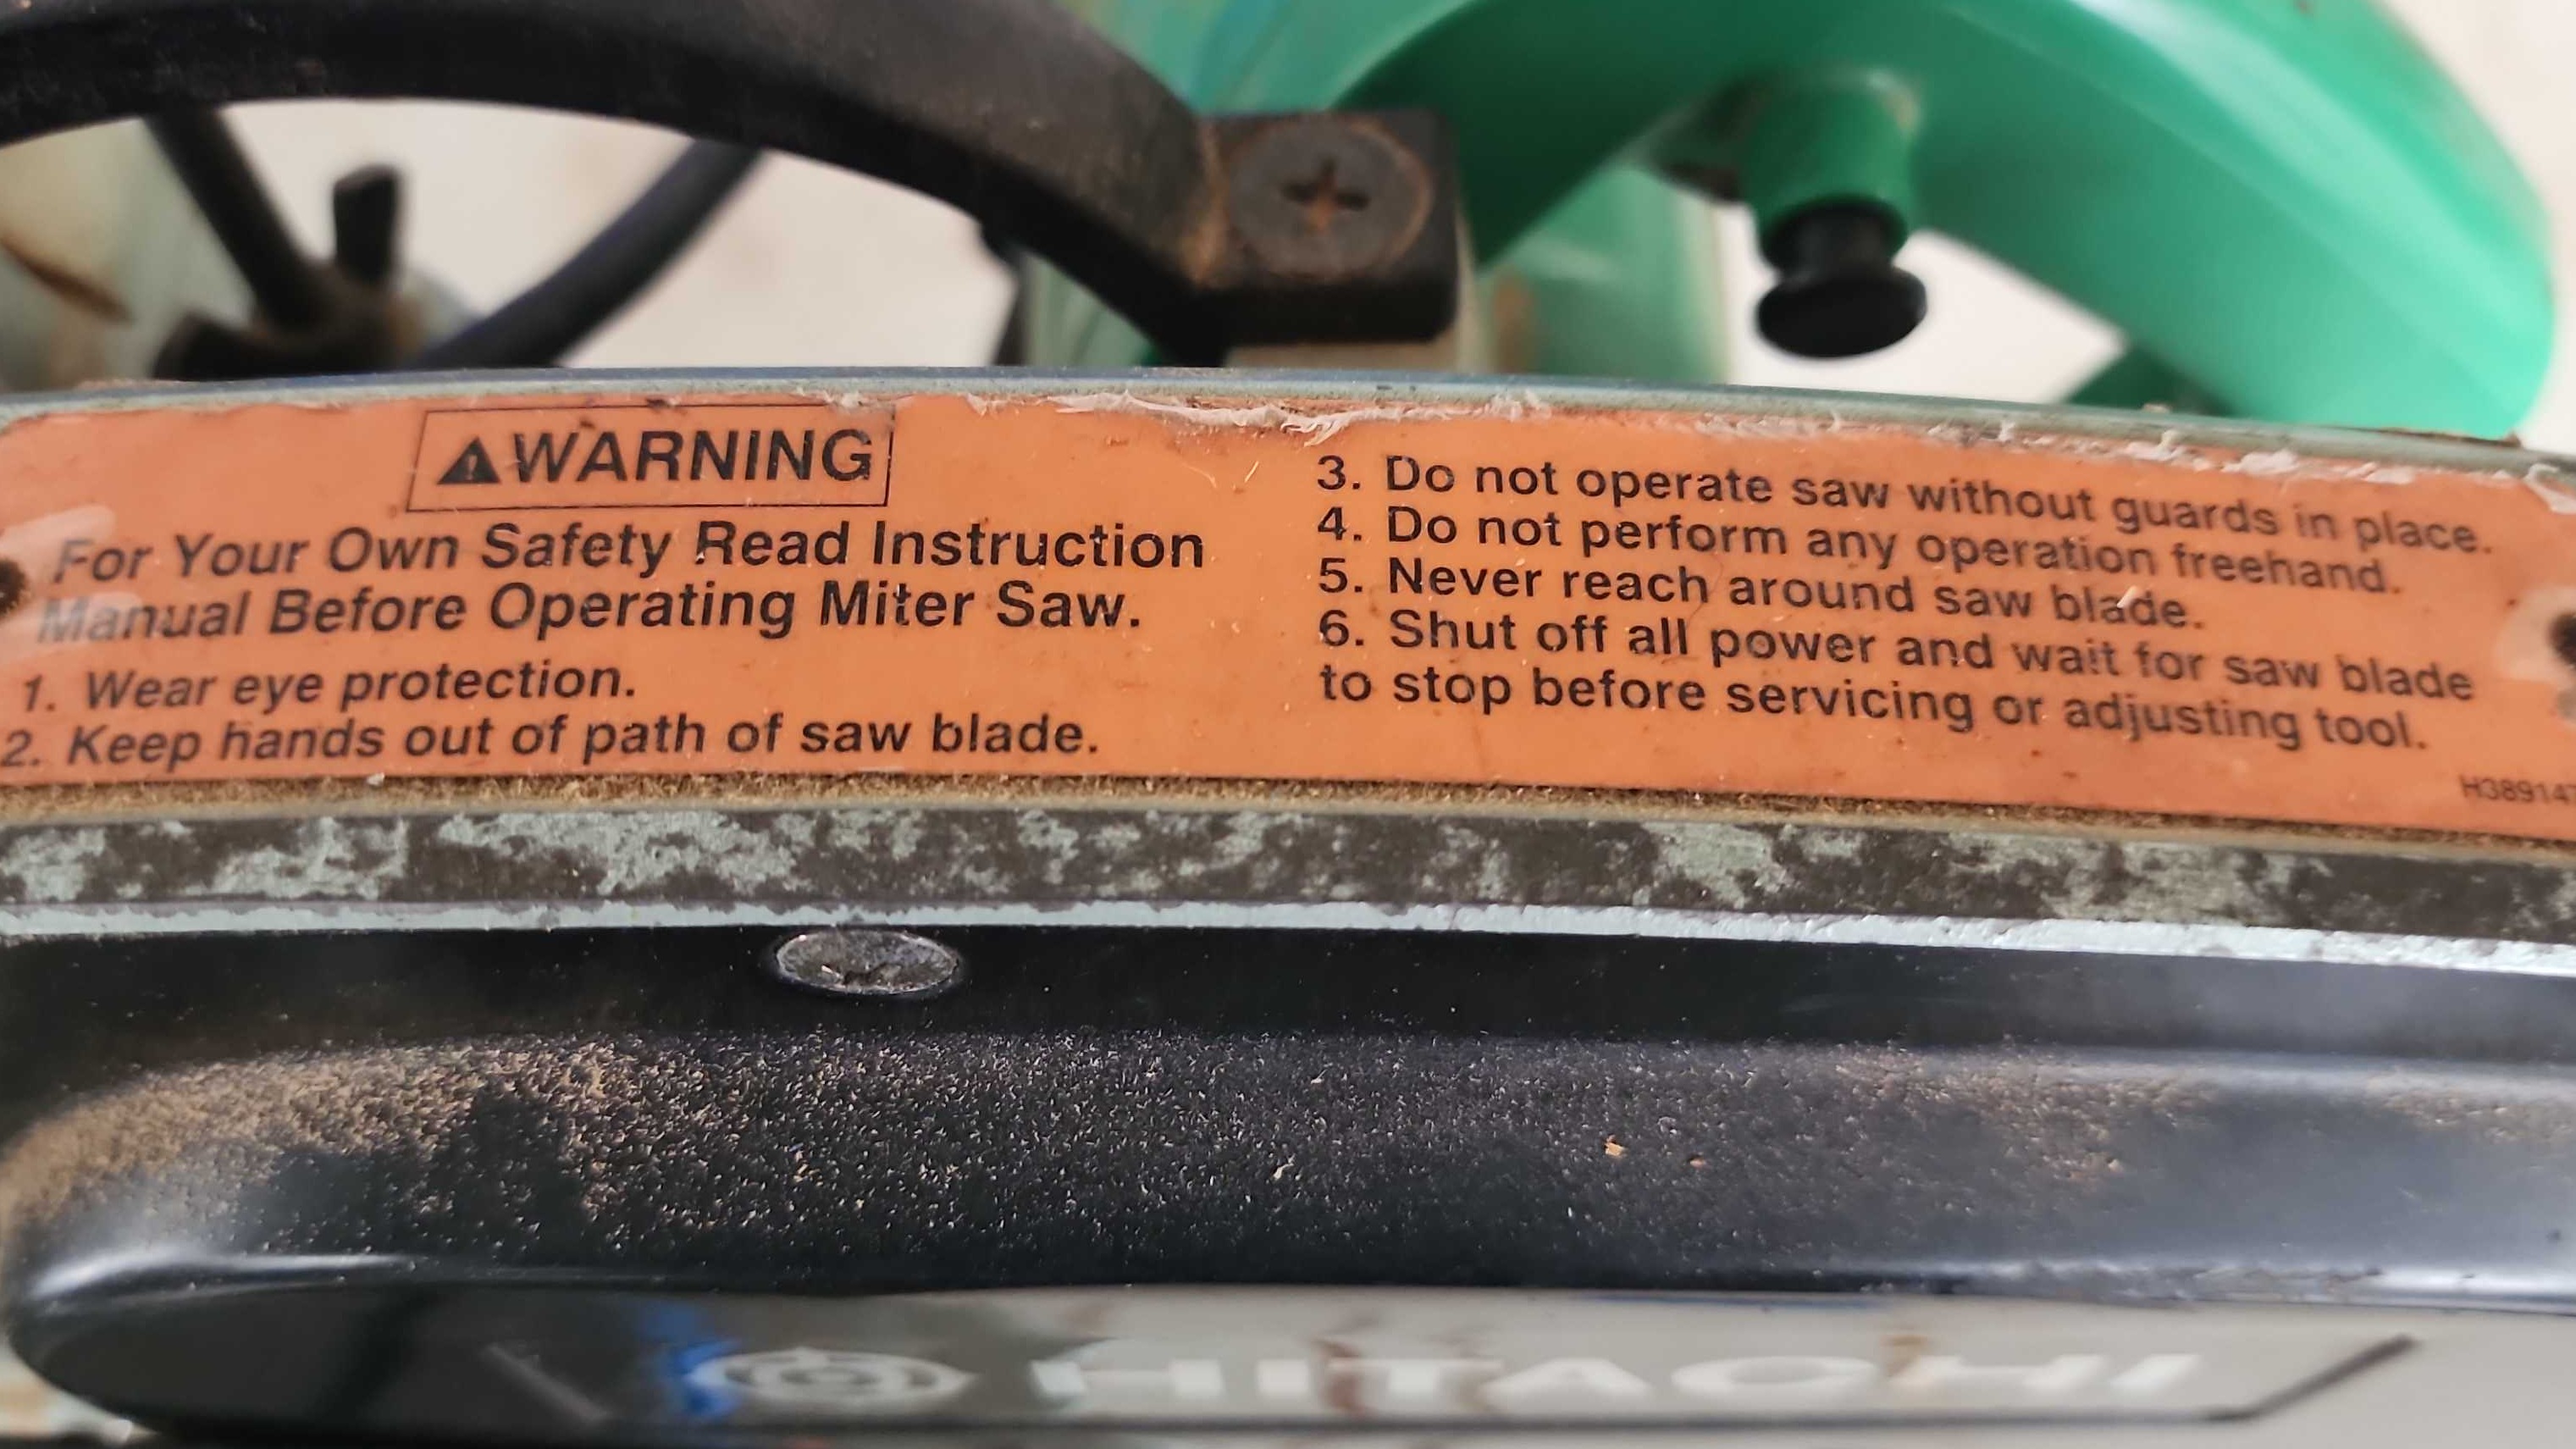 WARNING
For Your Own Safety Read Instruction
Manual Before Operating Miter Saw.
1. Wear eye protection.
2. Keep hands out of path of saw blade.
3. Do not operate saw without guards in place.
4. Do not perform any operation freehand.
5. Never reach around saw blade.
6. Shut off all power and wait for saw blade
to stop before servicing or adjusting tool.
HITACHI